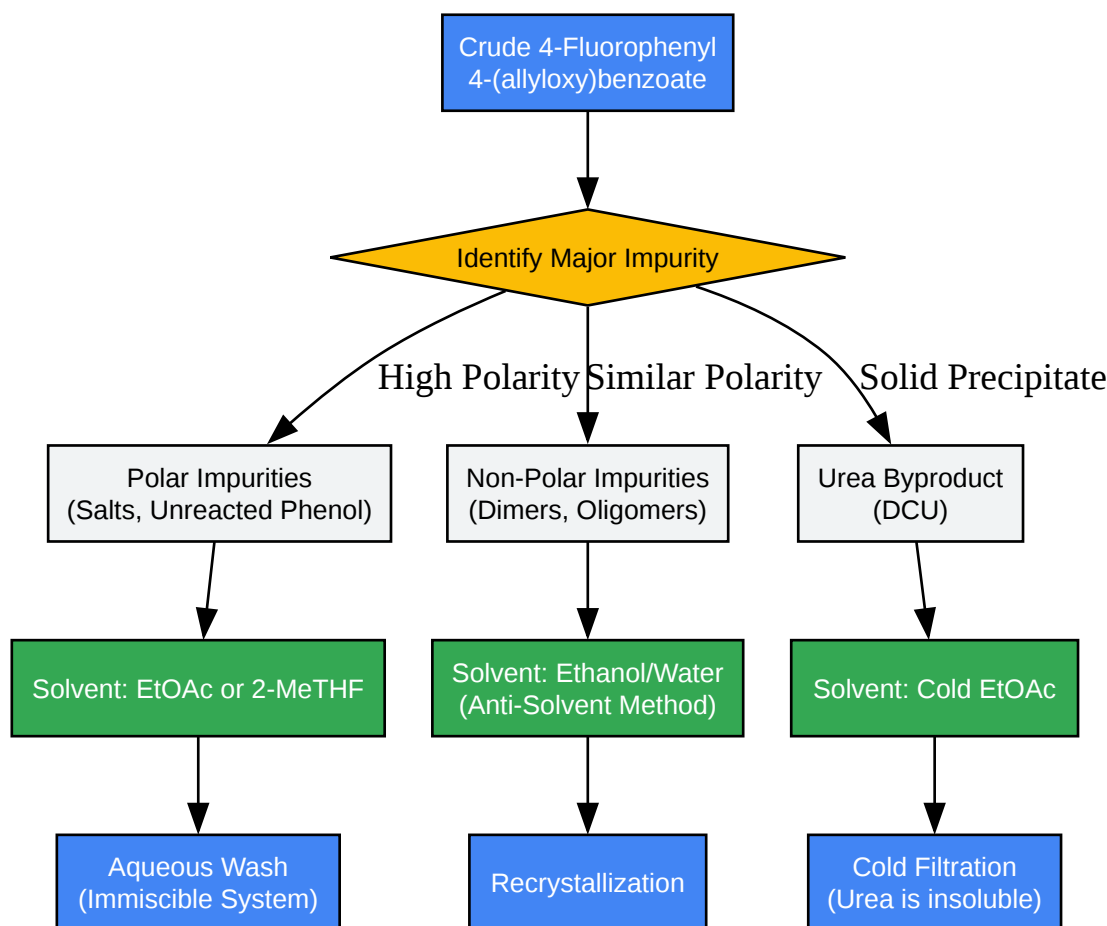 Crude 4-Fluorophenyl
4-(allyloxy)benzoate
Identify Major Impurity
High Polarity
Similar Polarity
Solid Precipitate
Polar Impurities
(Salts, Unreacted Phenol)
Non-Polar Impurities
(Dimers, Oligomers)
Urea Byproduct
(DCU)
Solvent: EtOAc or 2-MeTHF
Solvent: Ethanol/Water
(Anti-Solvent Method)
Solvent: Cold EtOAc
Aqueous Wash
(Immiscible System)
Recrystallization
Cold Filtration
(Urea is insoluble)